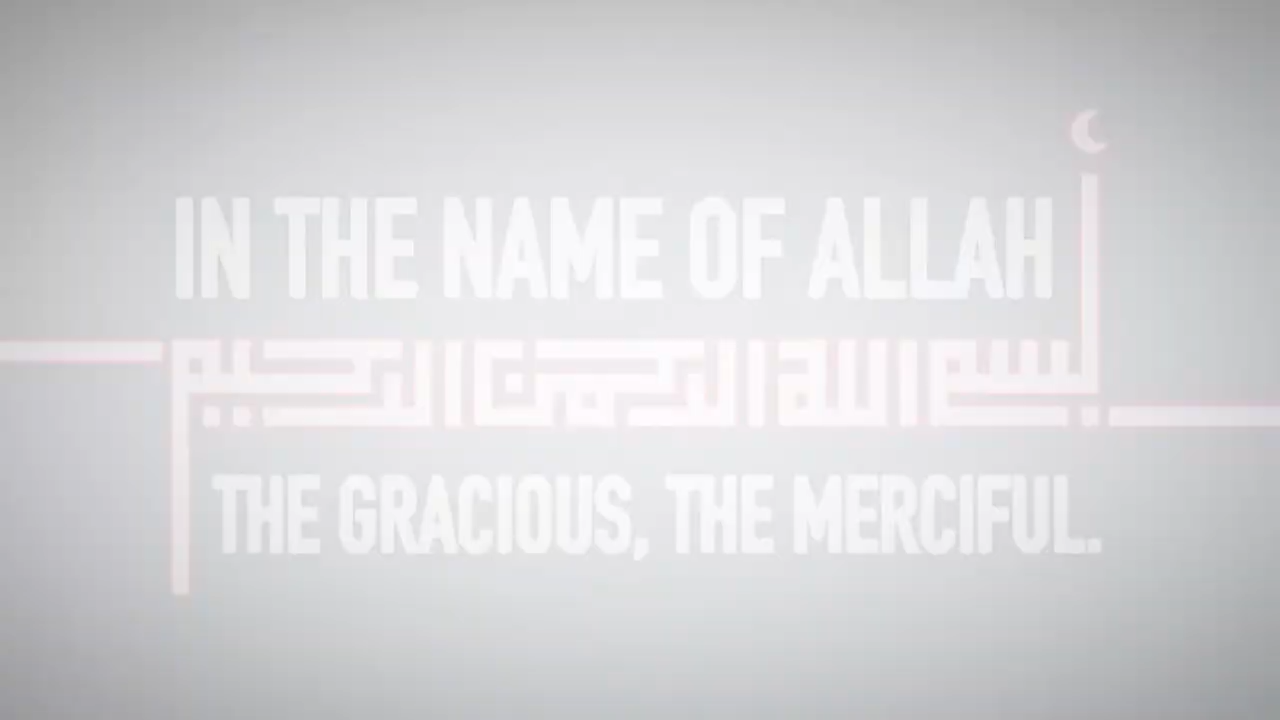 IN THE NAME OF ALLAH
بسم الله الرحمن الرحيم
THE GRACIOUS, THE MERCIFUL.